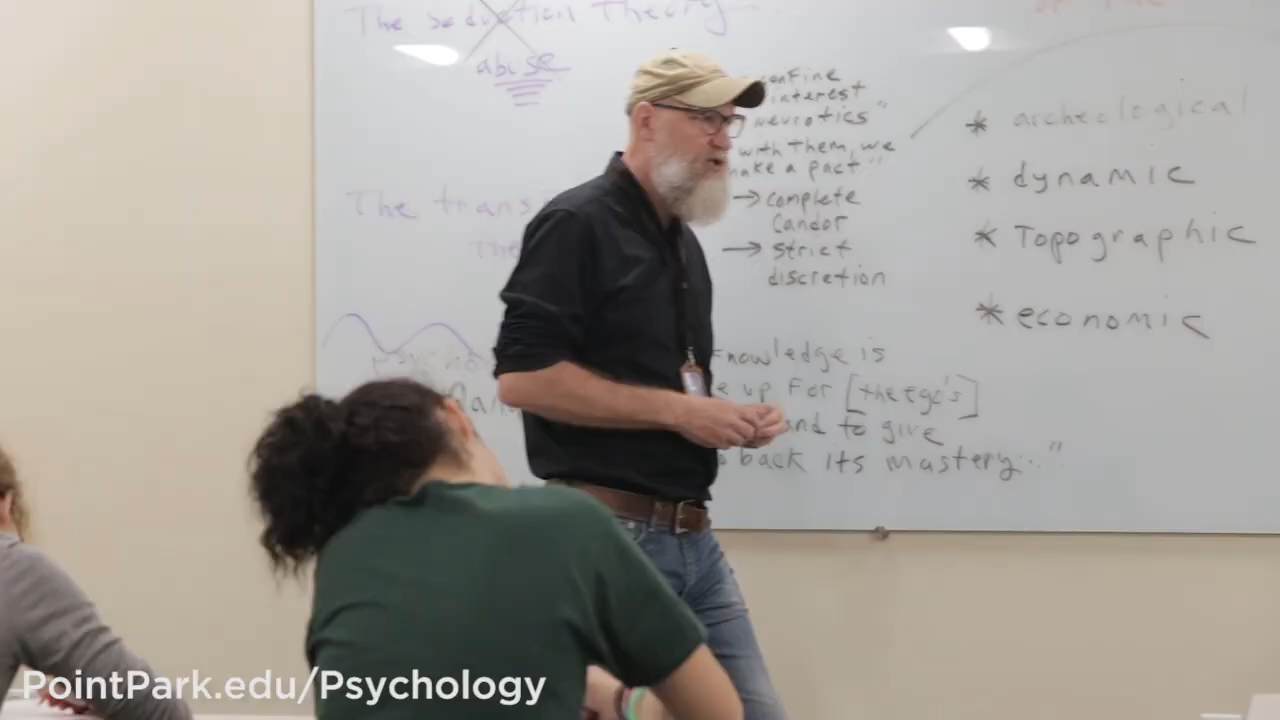 The seduction Theory...
abuse
confine
interest
neurotics"
with them, we
make a pact"
→ complete
Candor
→ strict
discretion
The trans
The
knowledge is
up for [the ego's]
and to give
back its mastery..."
* archeological
* dynamic
* Topographic
* economic
PointPark.edu/Psychology